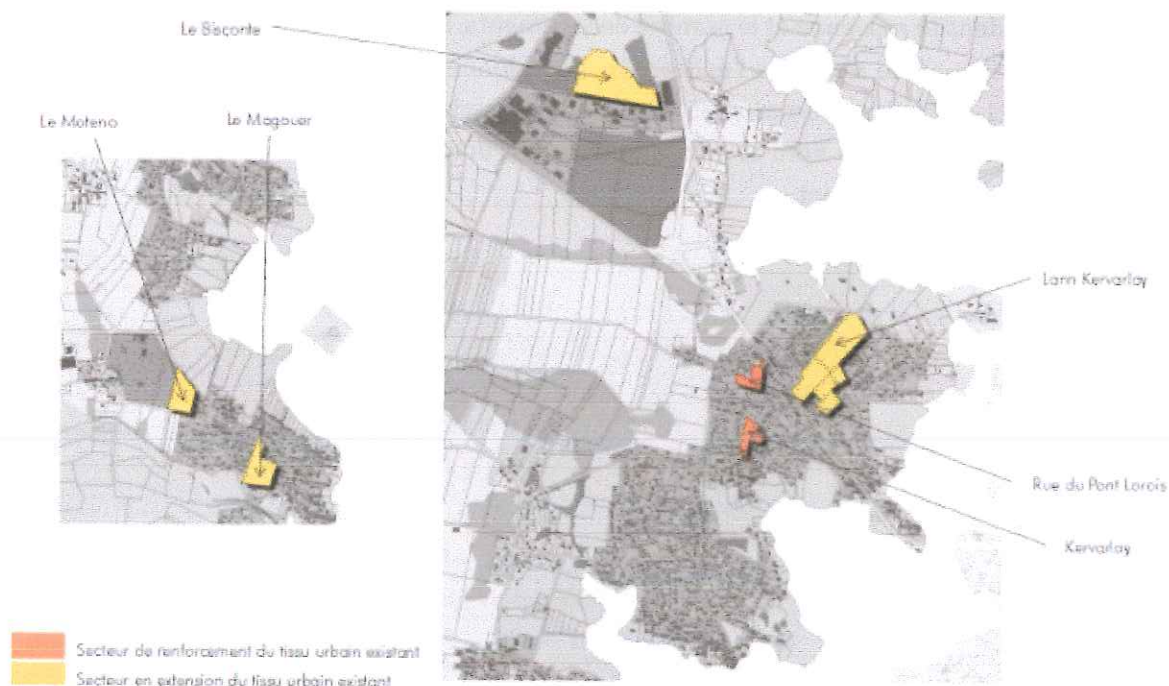 Le Bisconte
Le Moteno
Le Magouer
Lann Kervarlay
Rue du Pont Lorois
Kervarlay
Secteur de renforcement du tissu urbain existant
Secteur en extension du tissu urbain existant